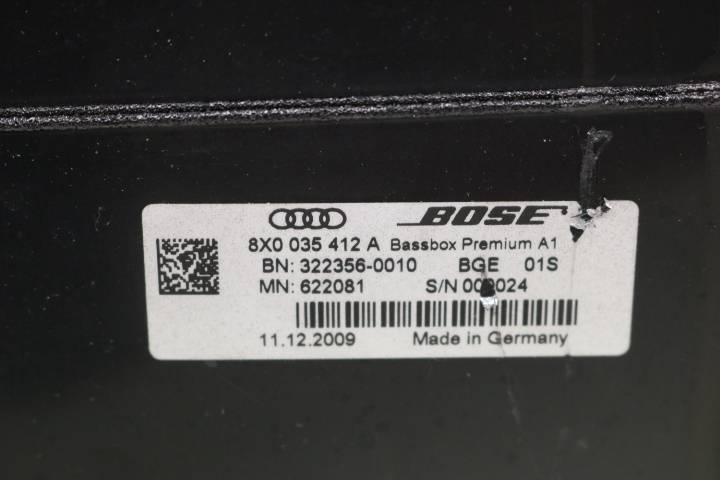 BOSE
8X0 035 412 A Bassbox Premium A1
BN: 322356-0010 BGE 01S
MN: 622081 S/N 000024
11.12.2009 Made in Germany